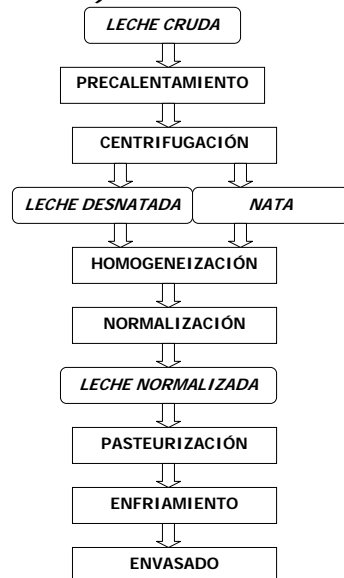 LECHE CRUDA
PRECALENTAMIENTO
CENTRIFUGACIÓN
LECHE DESNATADA NATA
HOMOGENEIZACIÓN
NORMALIZACIÓN
LECHE NORMALIZADA
PASTEURIZACIÓN
ENFRIAMIENTO
ENVASADO